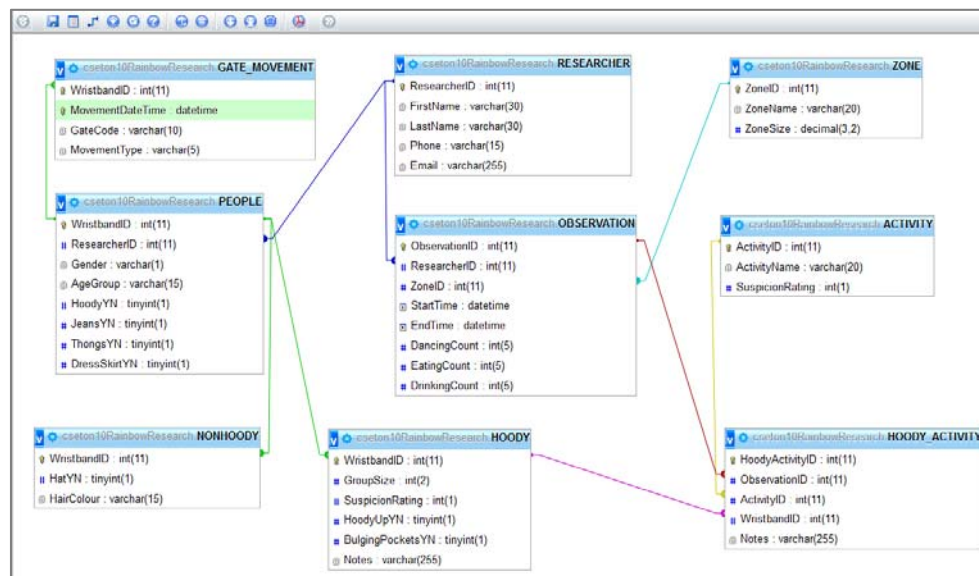 cseton10RainbowResearch GATE_MOVEMENT
WristbandID : int(11)
MovementDateTime : datetime
GateCode : varchar(10)
MovementType : varchar(5)
cseton10RainbowResearch RESEARCHER
ResearcherID : int(11)
FirstName : varchar(30)
LastName : varchar(30)
Phone : varchar(15)
Email : varchar(255)
cseton10RainbowResearch ZONE
ZoneID : int(11)
ZoneName : varchar(20)
ZoneSize : decimal(3,2)
cseton10RainbowResearch PEOPLE
WristbandID : int(11)
ResearcherID : int(11)
Gender : varchar(1)
AgeGroup : varchar(15)
HoodyYN : tinyint(1)
JeansYN : tinyint(1)
ThongsYN : tinyint(1)
DressSkirtYN : tinyint(1)
cseton10RainbowResearch OBSERVATION
ObservationID : int(11)
ResearcherID : int(11)
ZoneID : int(11)
StartTime : datetime
EndTime : datetime
DancingCount : int(5)
EatingCount : int(5)
DrinkingCount : int(5)
cseton10RainbowResearch ACTIVITY
ActivityID : int(11)
ActivityName : varchar(20)
SuspicionRating : int(1)
cseton10RainbowResearch NONHOODY
WristbandID : int(11)
HatYN : tinyint(1)
HairColour : varchar(15)
cseton10RainbowResearch HOODY
WristbandID : int(11)
GroupSize : int(2)
SuspicionRating : int(1)
HoodyUpYN : tinyint(1)
BulgingPocketsYN : tinyint(1)
Notes : varchar(255)
cseton10RainbowResearch HOODY_ACTIVITY
HoodyActivityID : int(11)
ObservationID : int(11)
ActivityID : int(11)
WristbandID : int(11)
Notes : varchar(255)